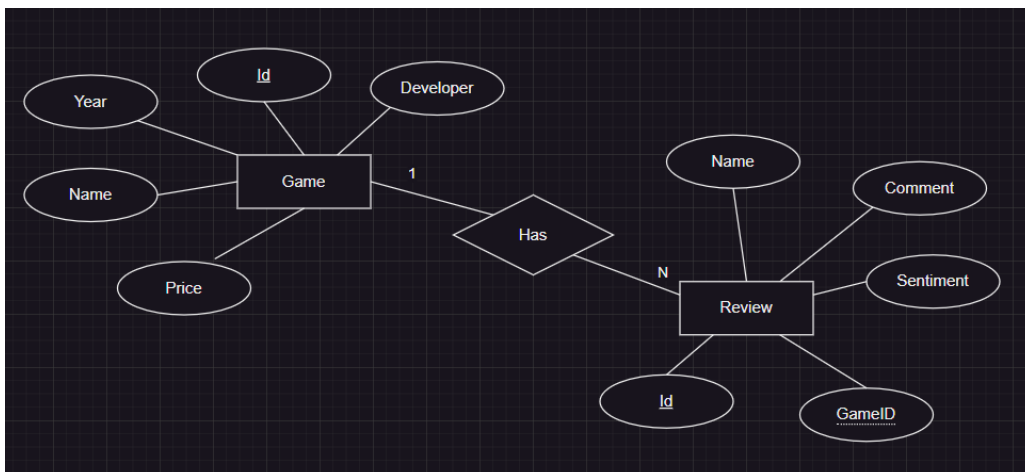 Id
Developer
Year
Name
Game
1
Price
Has
Name
Comment
N
Sentiment
Review
Id
GameID